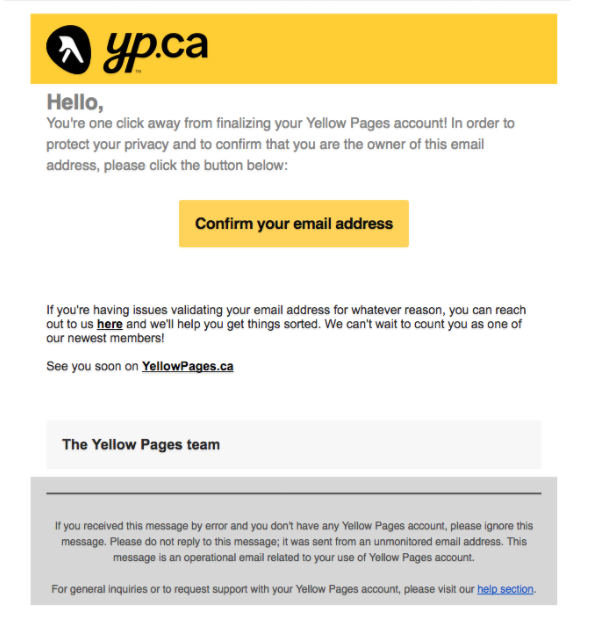 yp.ca
TM
Hello,
You're one click away from finalizing your Yellow Pages account! In order to
protect your privacy and to confirm that you are the owner of this email
address, please click the button below:
Confirm your email address
If you're having issues validating your email address for whatever reason, you can reach
out to us here and we'll help you get things sorted. We can't wait to count you as one of
our newest members!
See you soon on YellowPages.ca
The Yellow Pages team
If you received this message by error and you don't have any Yellow Pages account, please ignore this
message. Please do not reply to this message; it was sent from an unmonitored email address. This
message is an operational email related to your use of Yellow Pages account.
For general inquiries or to request support with your Yellow Pages account, please visit our help section.